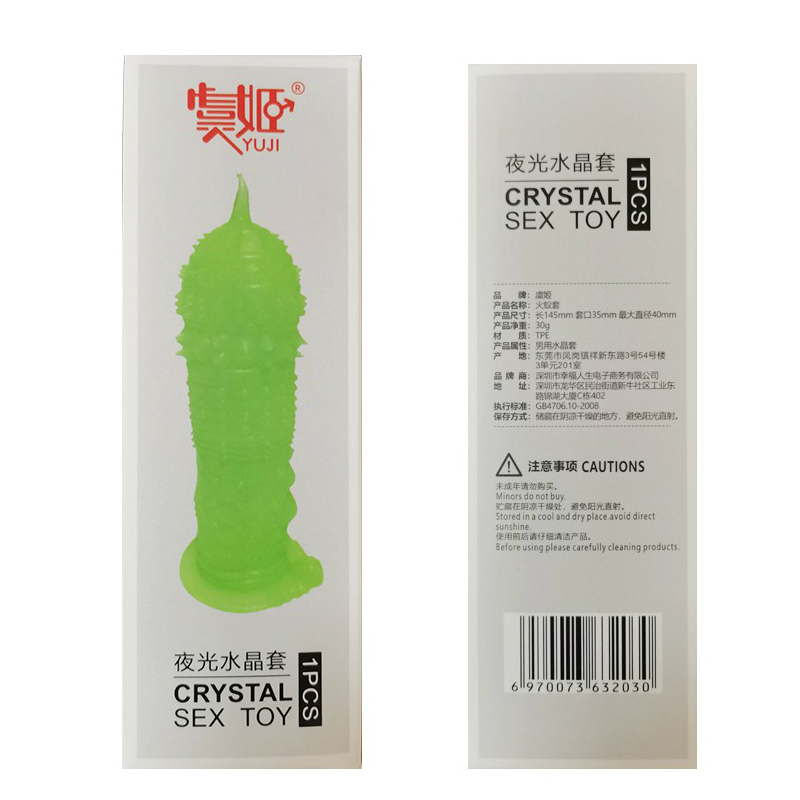 虞姬®
YUJI
夜光水晶套
CRYSTAL
SEX TOY
1PCS
夜光水晶套
CRYSTAL
SEX TOY
1PCS
品 牌：虞姬
产品名称：火蚁套
产品尺寸：长145mm 套口35mm 最大直径40mm
产品净重：30g
材 质：TPE
产品属性：男用水晶套
产 地：东莞市凤岗镇祥新东路3号54号楼
3单元201室
品 牌 商：深圳市幸福人生电子商务有限公司
地 址：深圳市龙华区民治街道新牛社区工业东
路锦湖大厦C栋402
执行标准：GB4706.10-2008
保存方式：储藏在阴凉干燥的地方，避免阳光直射。
注意事项 CAUTIONS
未成年请勿购买。
Minors do not buy.
贮藏在阴凉干燥处，避免阳光直射。
Stored in a cool and dry place.avoid direct
sunshine.
使用前后请仔细清洁产品。
Before using please carefully cleaning products.
6 970073 632030